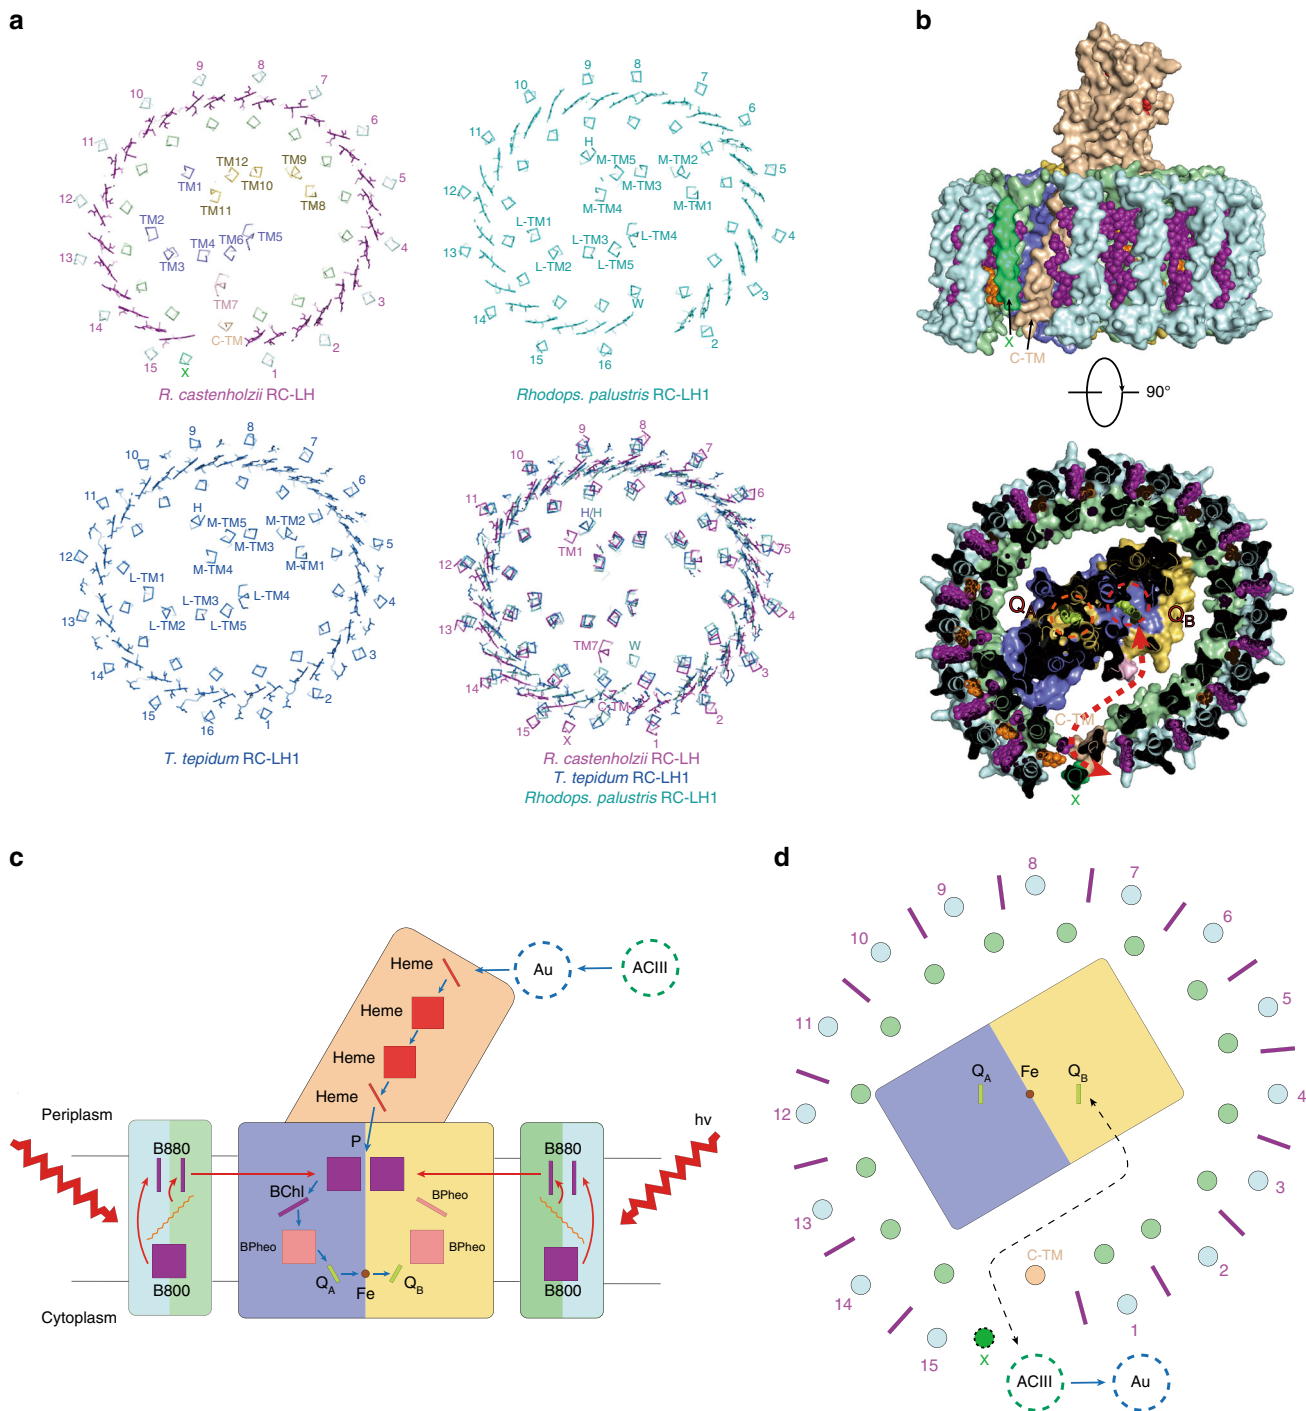 a
9
8
7
10
6
11
TM12
TM9
TM1
TM10
TM8
5
12
TM11
TM2
TM4
TM6
TM5
4
13
TM3
TM7
3
14
C-TM
2
15
X
1
R. castenholzii RC-LH
9
8
7
10
6
11
H
M-TM5
M-TM2
M-TM3
5
12
M-TM4
M-TM1
L-TM1
L-TM3
L-TM4
4
13
L-TM2
L-TM5
3
W
14
2
15
16
Rhodops. palustris RC-LH1
9
8
7
10
6
11
H
M-TM5
M-TM2
M-TM3
5
12
M-TM4
M-TM1
L-TM1
L-TM3
L-TM4
4
13
L-TM2
L-TM5
3
14
2
15
16
1
T. tepidum RC-LH1
9
8
7
10
16
11
H/H
TM1
75
12
4
13
TM7
W
3
14
C-TM
2
15
X
1
R. castenholzii RC-LH
T. tepidum RC-LH1
Rhodops. palustris RC-LH1
b
X
C-TM
90°
QA
QB
C-TM
X
c
Heme
Au
ACIII
Heme
Heme
Heme
Periplasm
hv
B880
P
B880
BChl
BPheo
BPheo
BPheo
QA
Fe
QB
B800
B800
Cytoplasm
d
8
7
9
6
10
5
11
QA
Fe
QB
12
4
3
13
C-TM
2
14
1
15
X
ACIII
Au